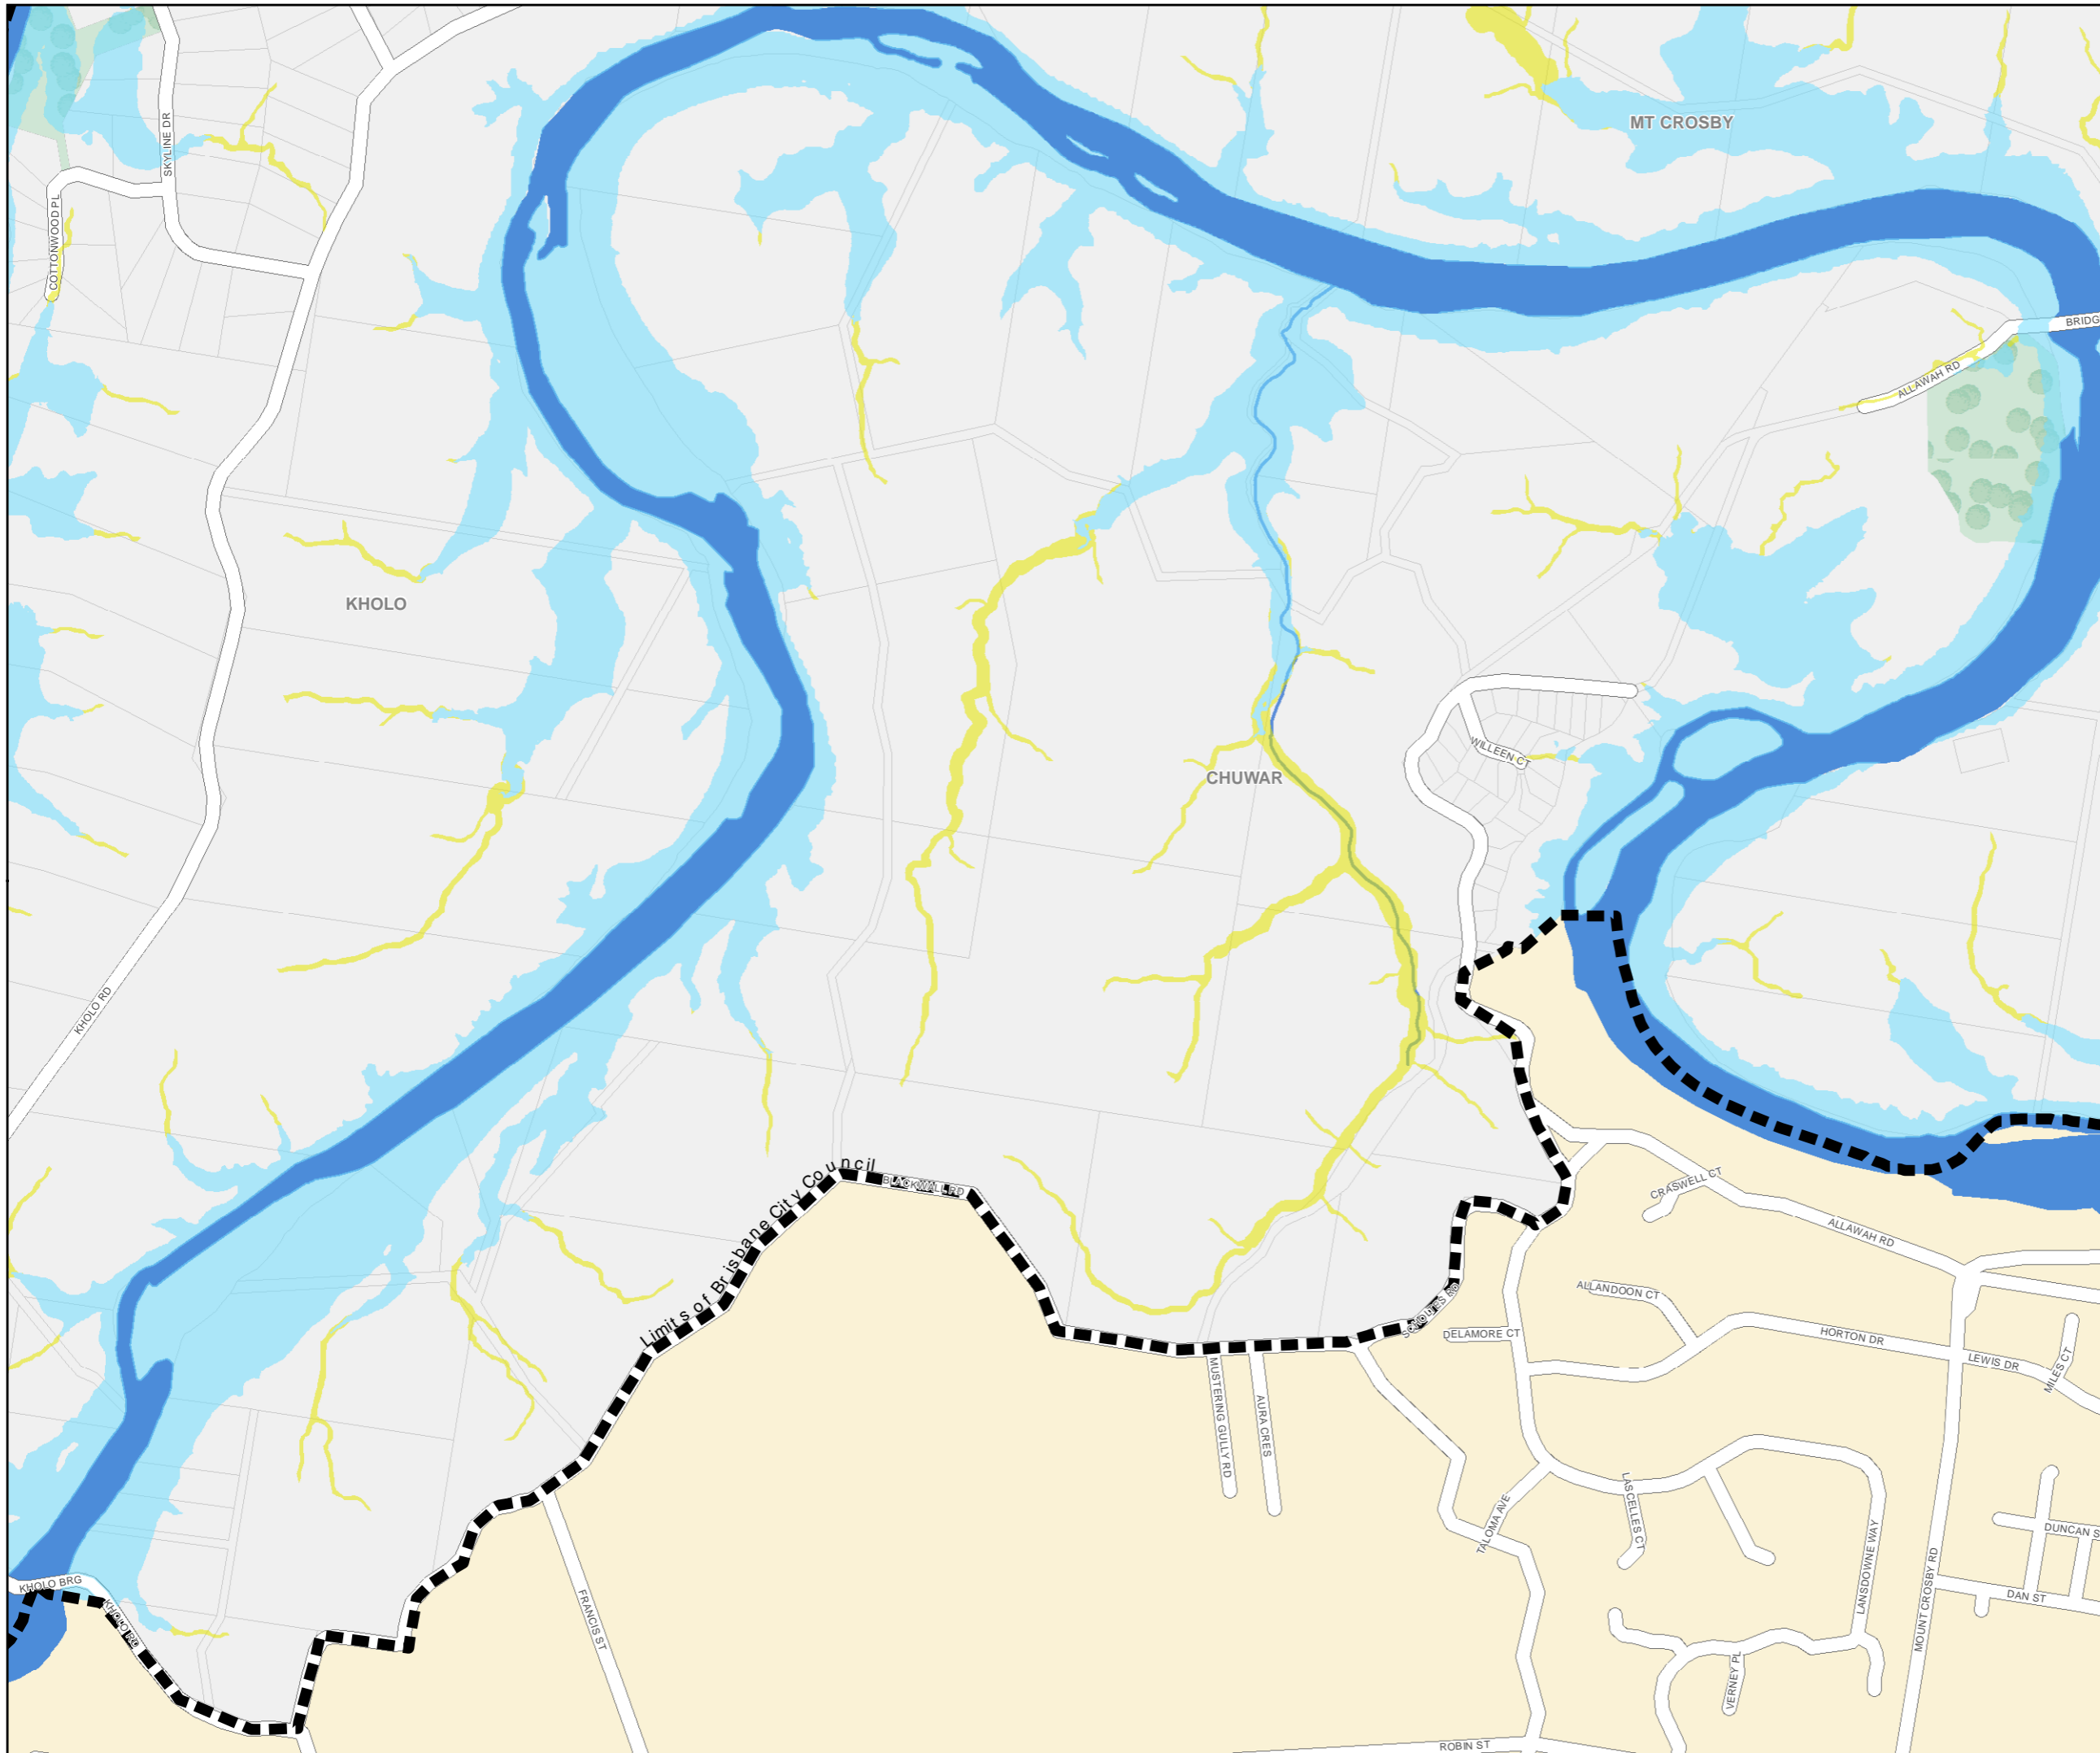 SKYLINE DR
MT CROSBY
COTTONWOOD PL
BRIDG
ALLAWAH RD
KHOLO
WILLEEN CT
CHUWAR
KHOLO RD
Limits of Brisbane City Council
BLACKWALL RD
CRASWELL CT
ALLAWAH RD
ALLANDOON CT
SCHOLTES RD
DELAMORE CT
HORTON DR
LEWIS DR
MILES CT
MUSTERING GULLY RD
AURA CRES
TALOMA AVE
LASCELLES CT
LANSDOWNE WAY
DUNCAN S
KHOLO BRG
KHOLO RD
FRANCIS ST
MOUNT CROSBY RD
DAN ST
VERNEY PL
ROBIN ST